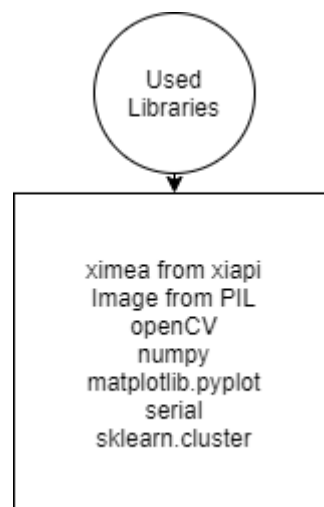 Used
Libraries
ximea from xiapi
Image from PIL
openCV
numpy
matplotlib.pyplot
serial
sklearn.cluster